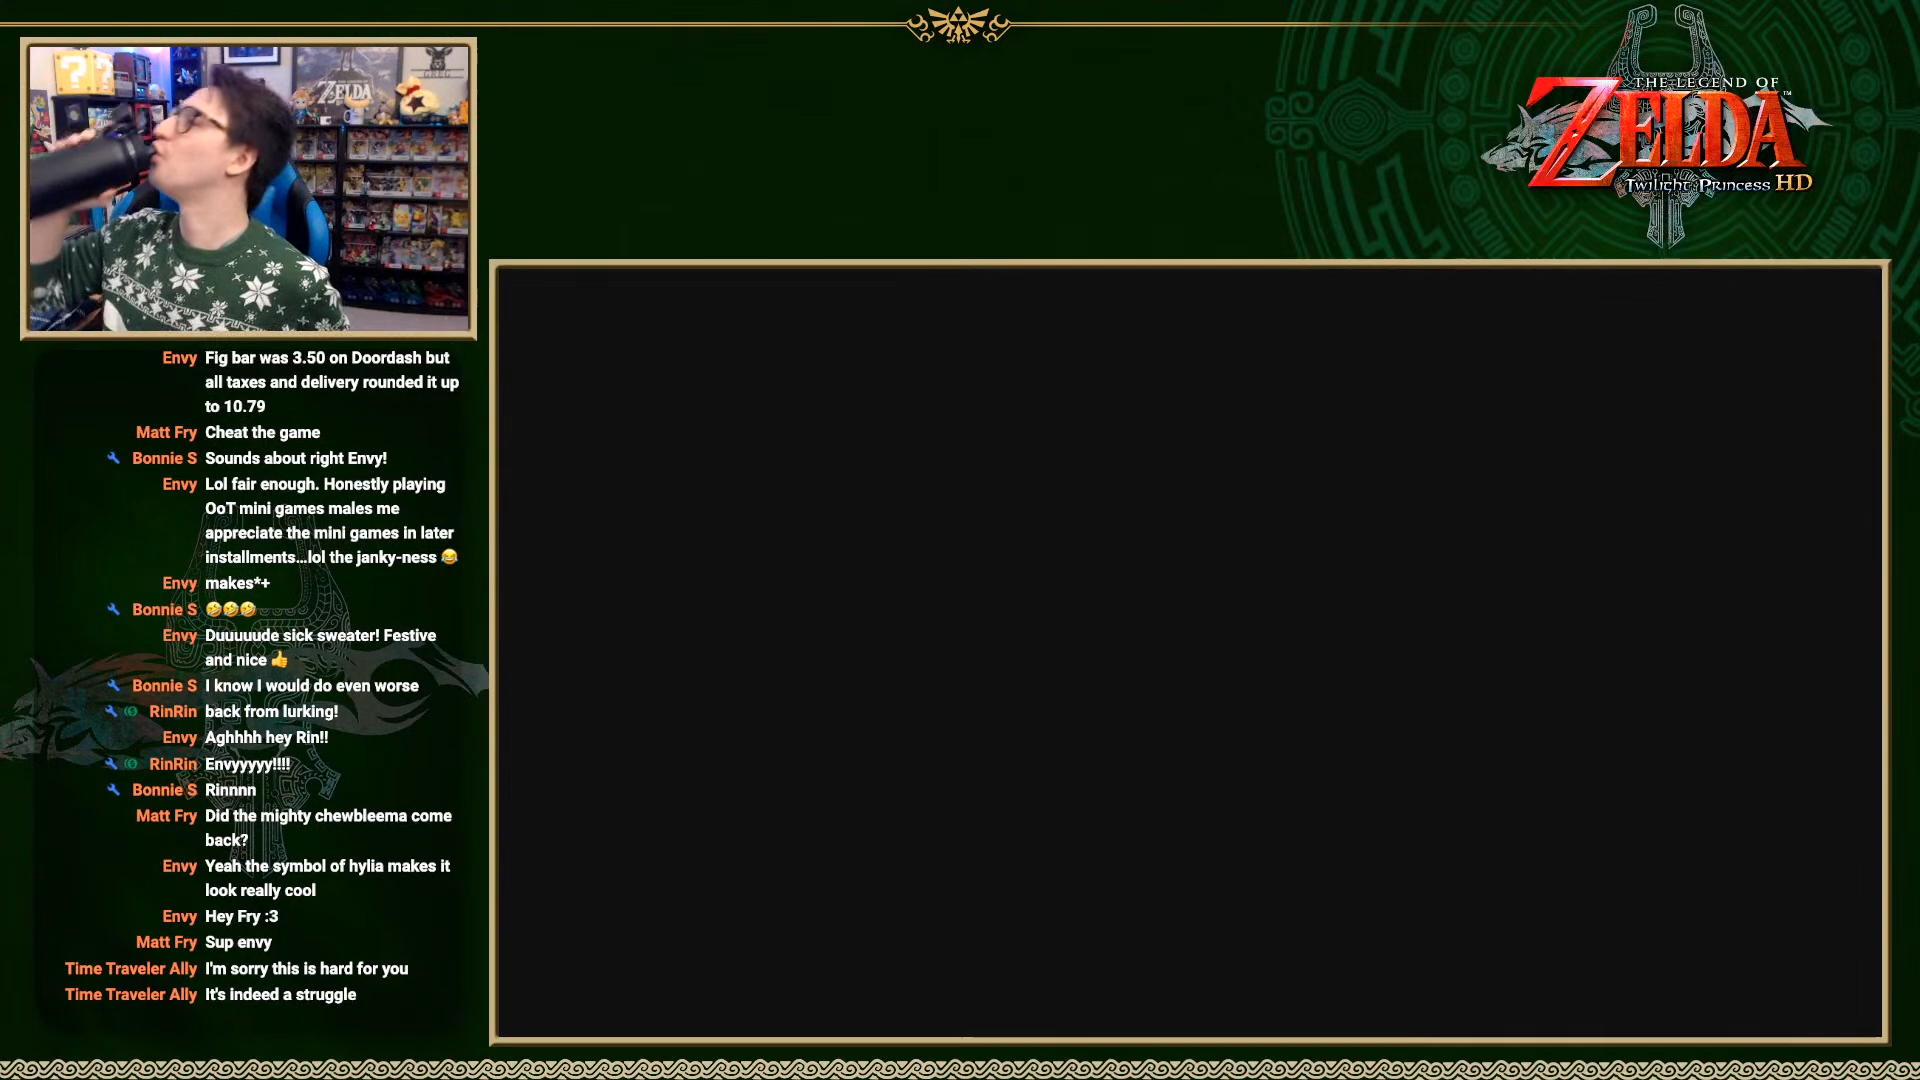 THE LEGEND OF
ZELDA™
Twilight Princess HD
ZELDA
Envy Fig bar was 3.50 on Doordash but
all taxes and delivery rounded it up
to 10.79
Matt Fry Cheat the game
Bonnie S Sounds about right Envy!
Envy Lol fair enough. Honestly playing
OoT mini games males me
appreciate the mini games in later
installments...lol the janky-ness 😂
Envy makes*+
Bonnie S 🤣🤣🤣
Envy Duuuuude sick sweater! Festive
and nice 👍
Bonnie S I know I would do even worse
RinRin back from lurking!
Envy Aghhhh hey Rin!!
RinRin Envyyyyy!!!!
Bonnie S Rinnnn
Matt Fry Did the mighty chewbleema come
back?
Envy Yeah the symbol of hylia makes it
look really cool
Envy Hey Fry :3
Matt Fry Sup envy
Time Traveler Ally I'm sorry this is hard for you
Time Traveler Ally It's indeed a struggle